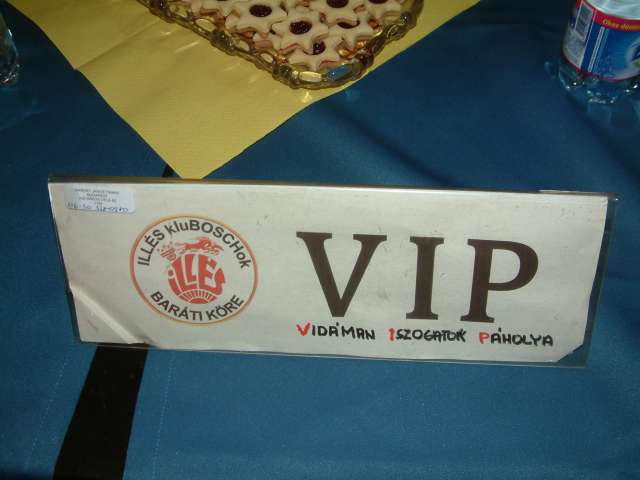 ILLÉS KluBOSCHok
iLLÉS
BARÁTI KÖRE
VIP
VIDÁMAN ISZOGATÓK PÁHOLYA